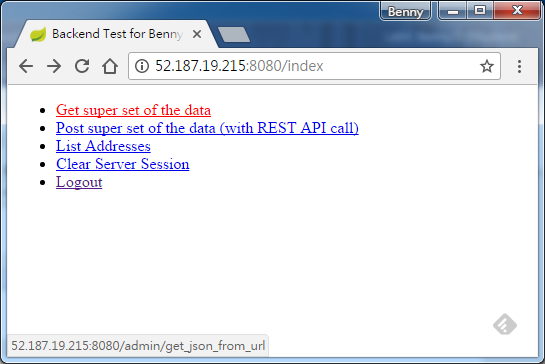 Benny
Backend Test for Benny
52.187.19.215:8080/index
Get super set of the data
Post super set of the data (with REST API call)
List Addresses
Clear Server Session
Logout
52.187.19.215:8080/admin/get_json_from_url